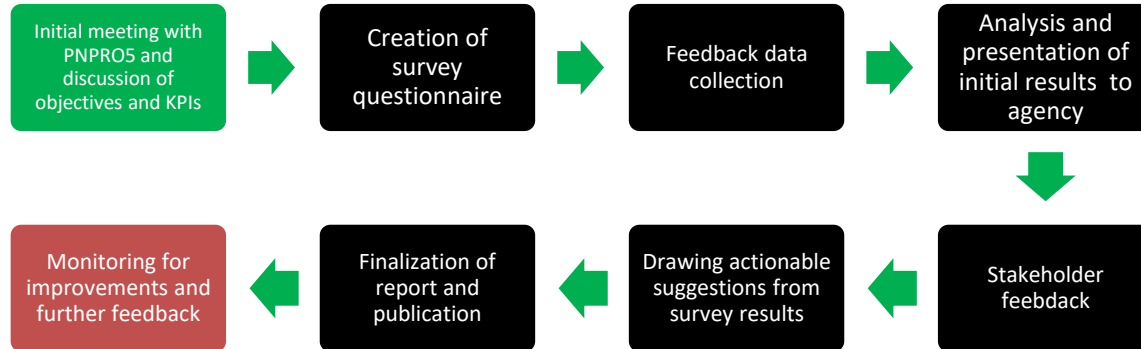 Initial meeting with
PNPRO5 and
discussion of
objectives and KPIs
Creation of
survey
questionnaire
Feedback data
collection
Analysis and
presentation of
initial results to
agency
Stakeholder
feebdack
Drawing actionable
suggestions from
survey results
Finalization of
report and
publication
Monitoring for
improvements and
further feedback